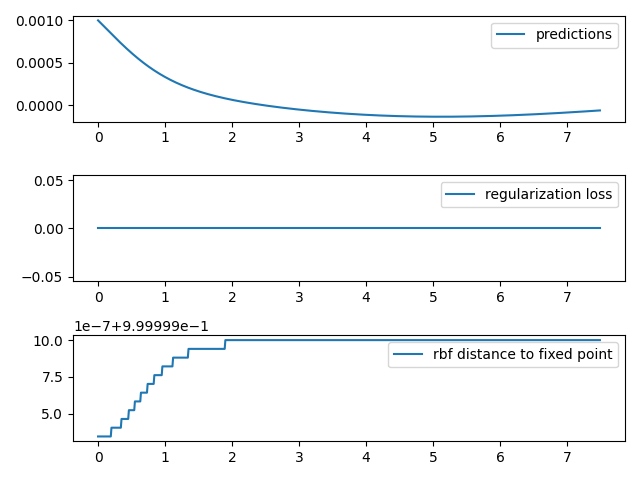 0.0010
0.0005
0.0000
predictions
0 1 2 3 4 5 6 7
0.05
0.00
−0.05
regularization loss
0 1 2 3 4 5 6 7
1e-7+9.99999e-1
10.0
7.5
5.0
rbf distance to fixed point
0 1 2 3 4 5 6 7